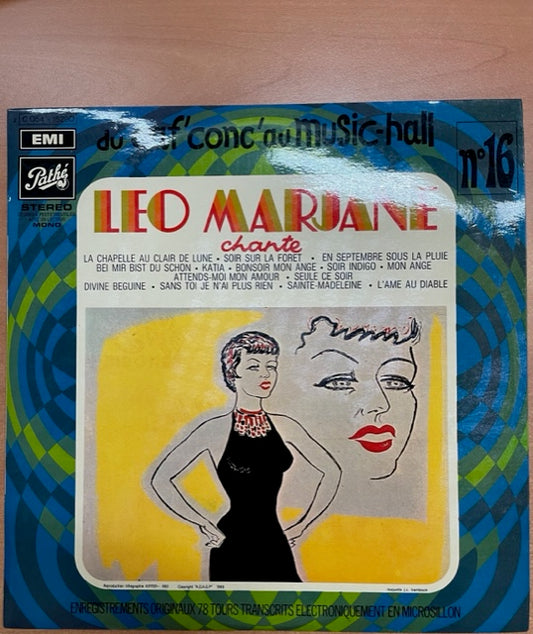 2 C 054 - 15290
EMI
Pathé
STEREO
MONO.
du caf'conc'au music-hall
n°16
LEO MARJANE
chante
LA CHAPELLE AU CLAIR DE LUNE • SOIR SUR LA FORET • EN SEPTEMBRE SOUS LA PLUIE
BEI MIR BIST DU SCHON • KATIA • BONSOIR MON ANGE • SOIR INDIGO • MON ANGE
ATTENDS-MOI MON AMOUR • SEULE CE SOIR
DIVINE BEGUINE • SANS TOI JE N'AI PLUS RIEN • SAINTE-MADELEINE • L'AME AU DIABLE
ENREGISTREMENTS ORIGINAUX 78 TOURS TRANSCRITS ELECTRONIQUEMENT EN MICROSILLON